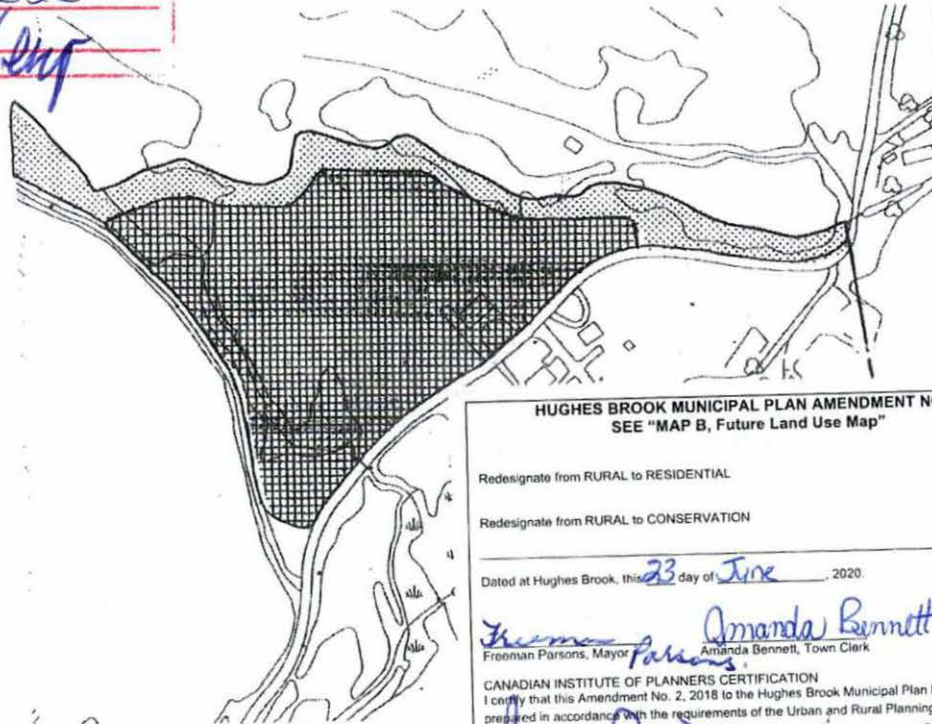 HUGHES BROOK MUNICIPAL PLAN AMENDMENT
SEE "MAP B, Future Land Use Map"
Redesignate from RURAL to RESIDENTIAL
Redesignate from RURAL to CONSERVATION
Dated at Hughes Brook, this 23 day of June, 2020.
Freeman Parsons. Amanda Bennett
Freeman Parsons, Mayor Amanda Bennett, Town Clerk
CANADIAN INSTITUTE OF PLANNERS CERTIFICATION
I certify that this Amendment No. 2, 2018 to the Hughes Brook Municipal Plan
prepared in accordance with the requirements of the Urban and Rural Planning